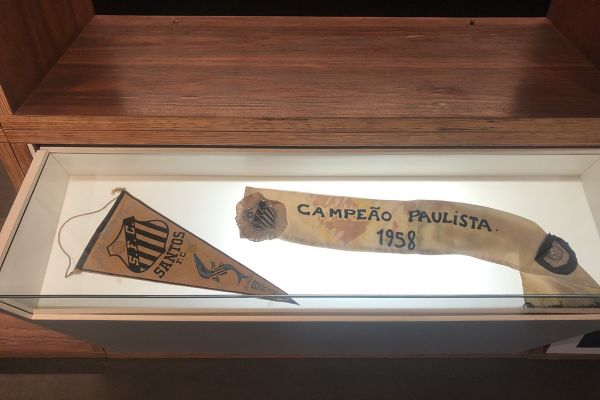 S.F.C.
SANTOS
F.C.
CAMPEÃO PAULISTA.
1958